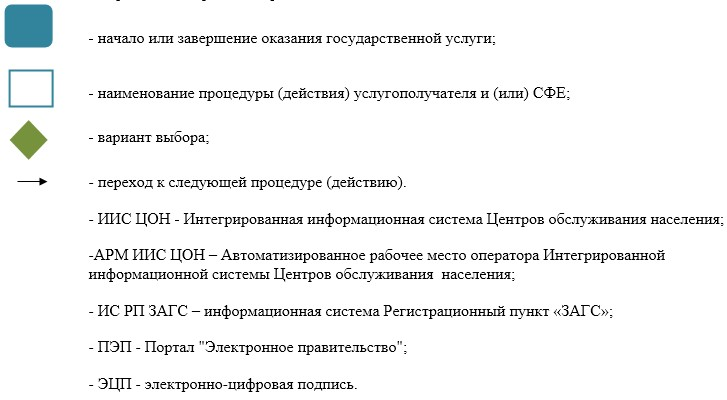 - начало или завершение оказания государственной услуги;
- наименование процедуры (действия) услугополучателя и (или) СФЕ;
- вариант выбора;
- переход к следующей процедуре (действию).
- ИИС ЦОН - Интегрированная информационная система Центров обслуживания населения;
-АРМ ИИС ЦОН – Автоматизированное рабочее место оператора Интегрированной
информационной системы Центров обслуживания  населения;
- ИС РП ЗАГС – информационная система Регистрационный пункт «ЗАГС»;
- ПЭП - Портал "Электронное правительство";
- ЭЦП - электронно-цифровая подпись.